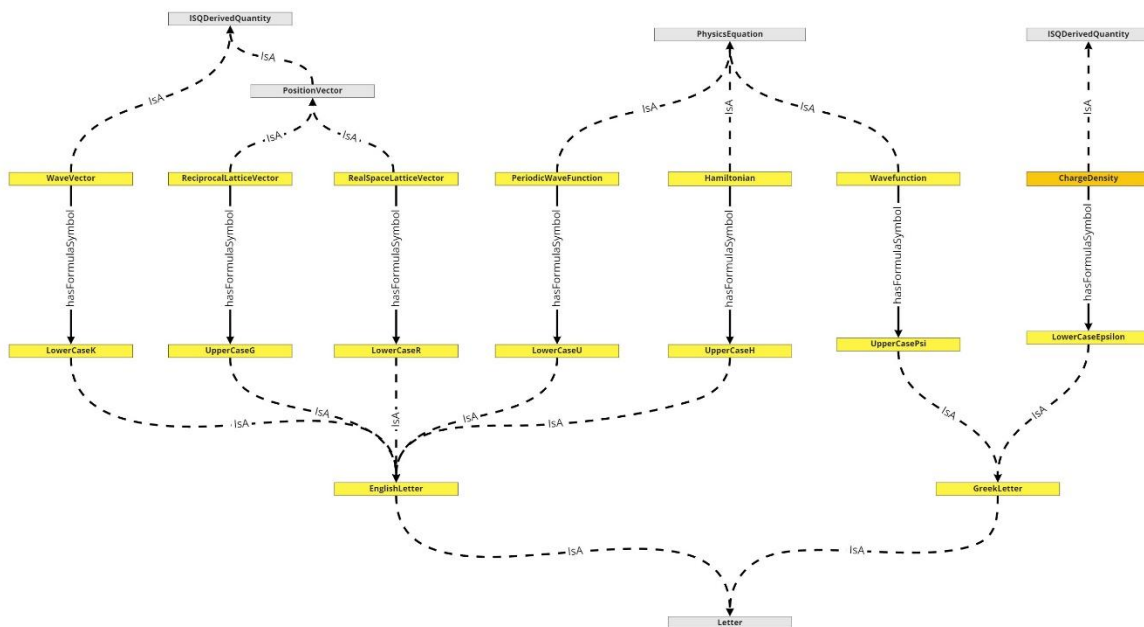 ISQDerivedQuantity
PhysicsEquation
ISQDerivedQuantity
IsA
PositionVector
IsA
IsA
IsA
IsA
IsA
IsA
IsA
IsA
WaveVector
ReciprocalLatticeVector
RealSpaceLatticeVector
PeriodicWaveFunction
Hamiltonian
Wavefunction
ChargeDensity
hasFormulaSymbol
hasFormulaSymbol
hasFormulaSymbol
hasFormulaSymbol
hasFormulaSymbol
hasFormulaSymbol
hasFormulaSymbol
LowerCaseK
UpperCaseG
LowerCaseR
LowerCaseU
UpperCaseH
UpperCasePsi
LowerCaseEpsilon
IsA
IsA
IsA
IsA
IsA
IsA
IsA
EnglishLetter
GreekLetter
IsA
IsA
Letter